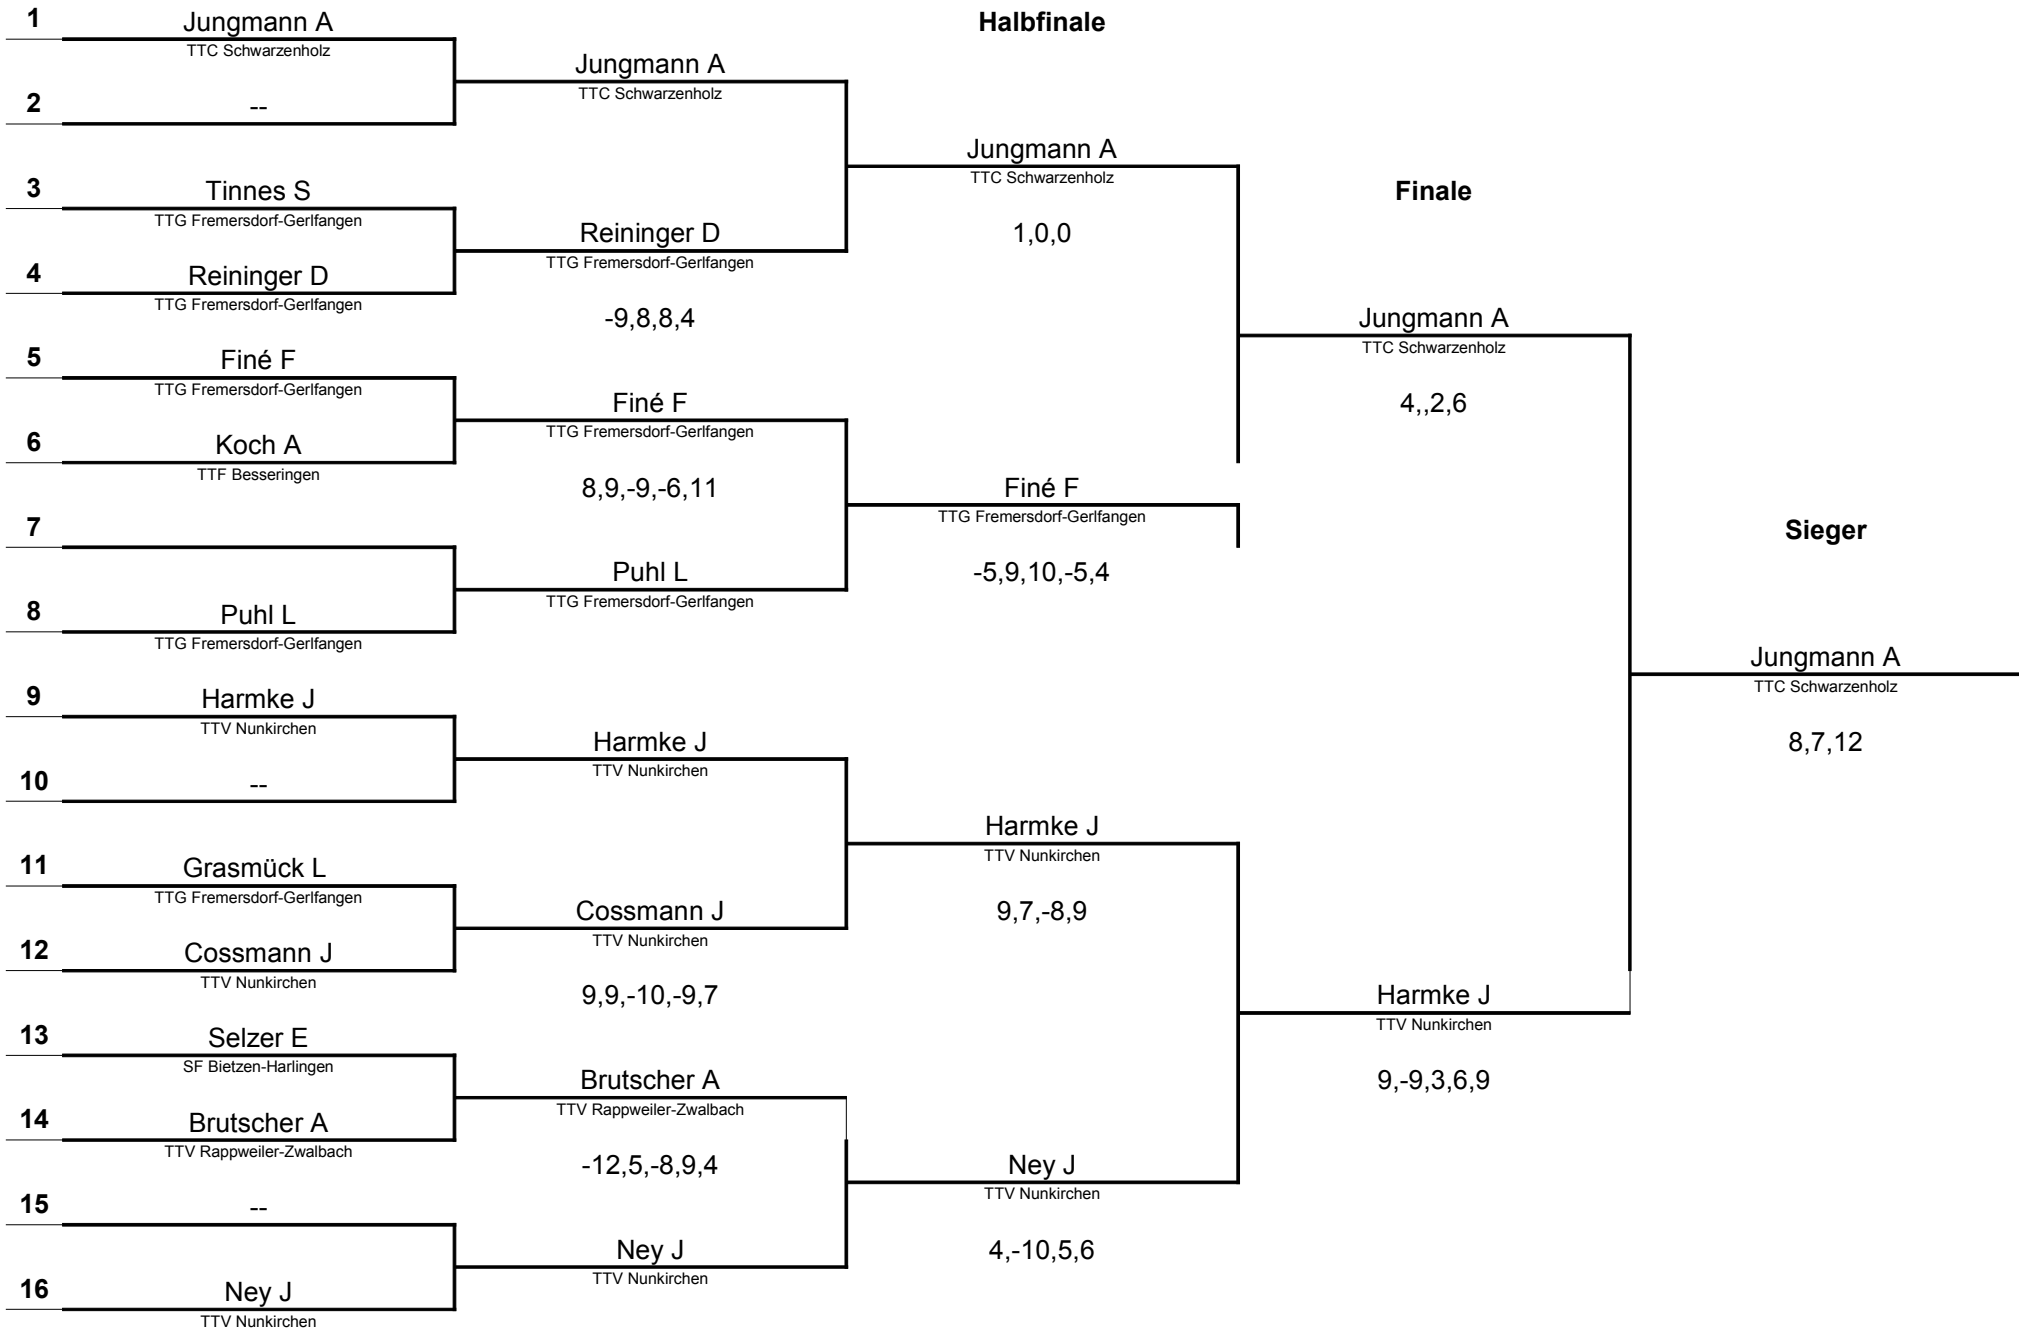 1
Jungmann A
TTC Schwarzenholz
2
--
3
Tinnes S
TTG Fremersdorf-Gerlfangen
4
Reininger D
TTG Fremersdorf-Gerlfangen
5
Finé F
TTG Fremersdorf-Gerlfangen
6
Koch A
TTF Besseringen
7
8
Puhl L
TTG Fremersdorf-Gerlfangen
9
Harmke J
TTV Nunkirchen
10
--
11
Grasmück L
TTG Fremersdorf-Gerlfangen
12
Cossmann J
TTV Nunkirchen
13
Selzer E
SF Bietzen-Harlingen
14
Brutscher A
TTV Rappweiler-Zwalbach
15
--
16
Ney J
TTV Nunkirchen
Jungmann A
TTC Schwarzenholz
Reininger D
TTG Fremersdorf-Gerlfangen
-9,8,8,4
Finé F
TTG Fremersdorf-Gerlfangen
8,9,-9,-6,11
Puhl L
TTG Fremersdorf-Gerlfangen
Harmke J
TTV Nunkirchen
Cossmann J
TTV Nunkirchen
9,9,-10,-9,7
Brutscher A
TTV Rappweiler-Zwalbach
-12,5,-8,9,4
Ney J
TTV Nunkirchen
Halbfinale
Jungmann A
TTC Schwarzenholz
1,0,0
Finé F
TTG Fremersdorf-Gerlfangen
-5,9,10,-5,4
Harmke J
TTV Nunkirchen
9,7,-8,9
Ney J
TTV Nunkirchen
4,-10,5,6
Finale
Jungmann A
TTC Schwarzenholz
4,,2,6
Harmke J
TTV Nunkirchen
9,-9,3,6,9
Sieger
Jungmann A
TTC Schwarzenholz
8,7,12